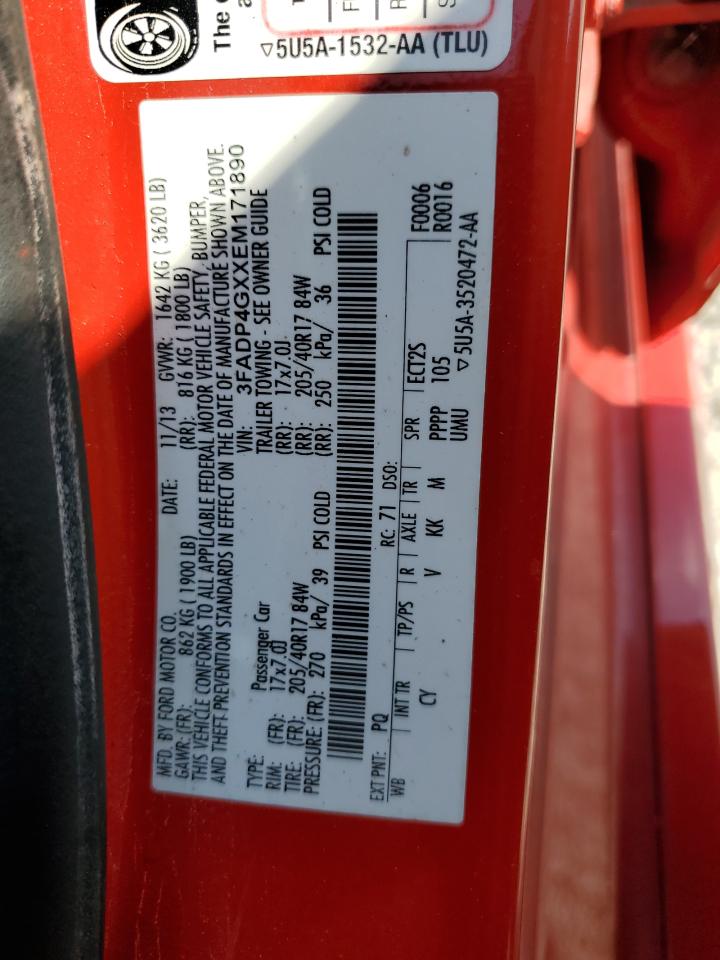 The
5U5A-1532-AA (TLU)
MFD. BY FORD MOTOR CO.
DATE: 11/13 GVWR: 1642 KG ( 3620 LB)
GAWR: (FR): 862 KG ( 1900 LB) (RR): 816 KG ( 1800 LB)
THIS VEHICLE CONFORMS TO ALL APPLICABLE FEDERAL MOTOR VEHICLE SAFETY, BUMPER,
AND THEFT PREVENTION STANDARDS IN EFFECT ON THE DATE OF MANUFACTURE SHOWN ABOVE.
VIN: 3FADP4GXXEM171890
TYPE: Passenger Car TRAILER TOWING - SEE OWNER GUIDE
RIM: (FR): 17x7.0J (RR): 17x7.0J
TIRE: (FR): 205/40R17 84W (RR): 205/40R17 84W
PRESSURE: (FR): 270 kPa/ 39 PSI COLD (RR): 250 kPa/ 36 PSI COLD
EXT PNT: PQ RC: 71 DSO: F0006
WB INT TR TP/PS R AXLE TR SPR ECT2S R0016
CY V KK M PPPP 105
UMU 5U5A-3520472-AA